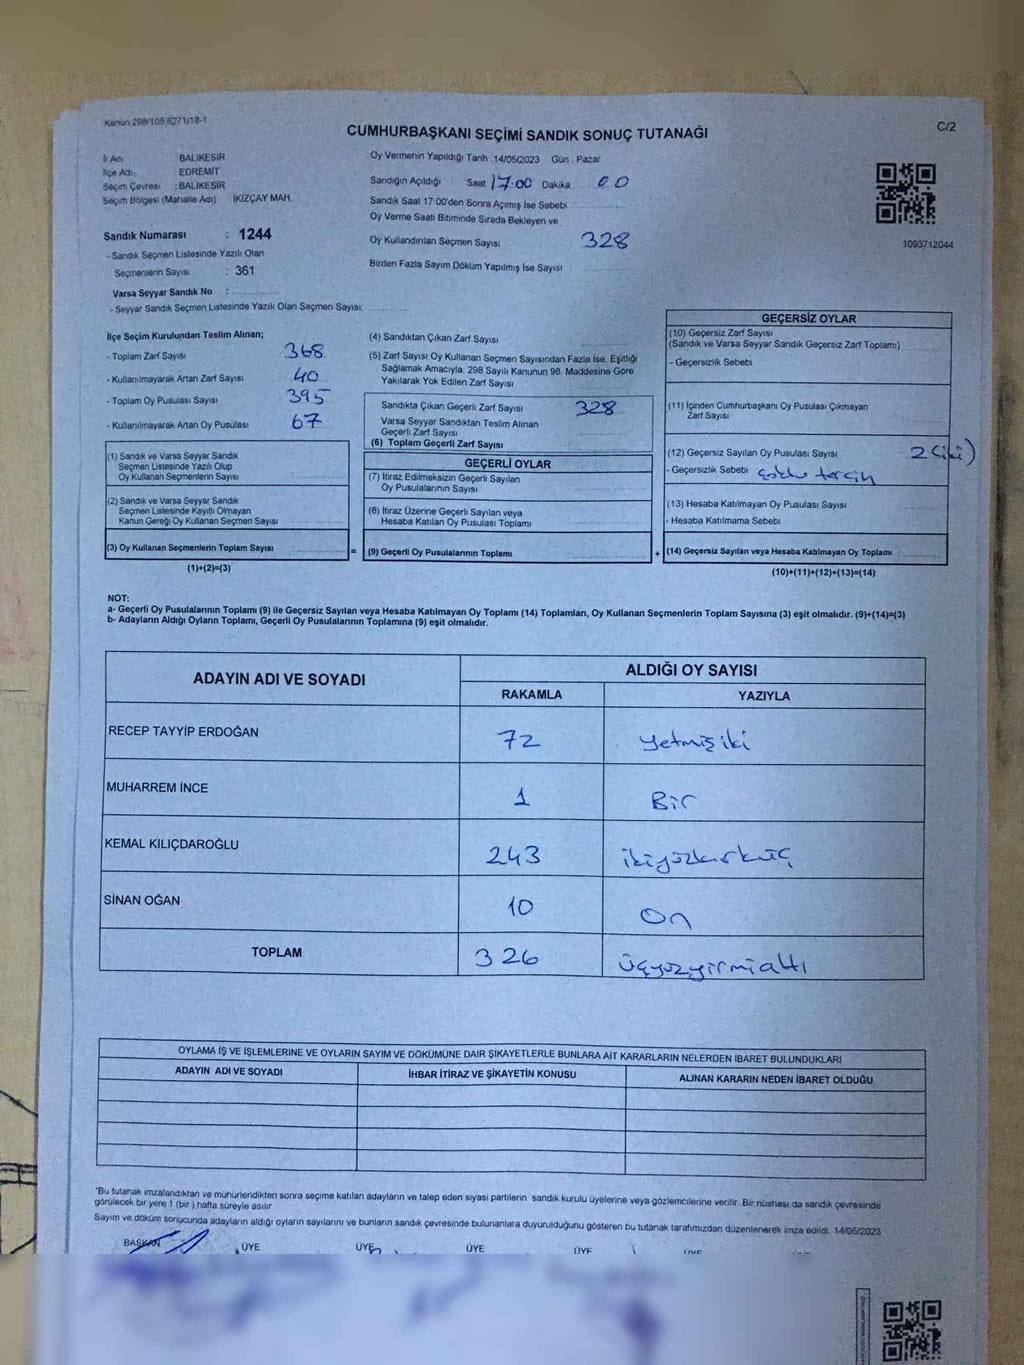 Kanun 298/105,6271/18-1
C/2
CUMHURBAŞKANI SEÇİMİ SANDIK SONUÇ TUTANAĞI
İl Adı BALIKESİR
İlçe Adı EDREMİT
Seçim Çevresi : BALIKESİR
Seçim Bölgesi (Mahalle Adı) İKİZÇAY MAH.
Sandık Numarası : 1244
- Sandık Seçmen Listesinde Yazılı Olan
Seçmenlerin Sayısı : 361
Varsa Seyyar Sandık No :
- Seyyar Sandık Seçmen Listesinde Yazılı Olan Seçmen Sayısı:
Oy Vermenin Yapıldığı Tarih : 14/05/2023 Gün : Pazar
Sandığın Açıldığı Saat 17:00 Dakika 00
Sandık Saat 17:00'den Sonra Açılmış İse Sebebi :
Oy Verme Saati Bitiminde Sırada Bekleyen ve
Oy Kullandırılan Seçmen Sayısı 328
Birden Fazla Sayım Döküm Yapılmış İse Sayısı
1093712044
İlçe Seçim Kurulundan Teslim Alınan;
- Toplam Zarf Sayısı 368
- Kullanılmayarak Artan Zarf Sayısı 40
- Toplam Oy Pusulası Sayısı 395
- Kullanılmayarak Artan Oy Pusulası 67
(1) Sandık ve Varsa Seyyar Sandık
Seçmen Listesinde Yazılı Olup
Oy Kullanan Seçmenlerin Sayısı
(2) Sandık ve Varsa Seyyar Sandık
Seçmen Listesinde Kayıtlı Olmayan
Kanun Gereği Oy Kullanan Seçmen Sayısı
(3) Oy Kullanan Seçmenlerin Toplam Sayısı
(1)+(2)=(3)
=
(4) Sandıktan Çıkan Zarf Sayısı
(5) Zarf Sayısı Oy Kullanan Seçmen Sayısından Fazla İse, Eşitliği
Sağlamak Amacıyla, 298 Sayılı Kanunun 98. Maddesine Göre
Yakılarak Yok Edilen Zarf Sayısı
Sandıkta Çıkan Geçerli Zarf Sayısı 328
Varsa Seyyar Sandıktan Teslim Alınan
Geçerli Zarf Sayısı
(6) Toplam Geçerli Zarf Sayısı
GEÇERLİ OYLAR
(7) İtiraz Edilmeksizin Geçerli Sayılan
Oy Pusulalarının Sayısı
(8) İtiraz Üzerine Geçerli Sayılan veya
Hesaba Katılan Oy Pusulası Toplamı
(9) Geçerli Oy Pusulalarının Toplamı
+
GEÇERSİZ OYLAR
(10) Geçersiz Zarf Sayısı
(Sandık ve Varsa Seyyar Sandık Geçersiz Zarf Toplamı)
- Geçersizlik Sebebi
(11) İçinden Cumhurbaşkanı Oy Pusulası Çıkmayan
Zarf Sayısı
(12) Geçersiz Sayılan Oy Pusulası Sayısı 2 (iki)
- Geçersizlik Sebebi çoklu tercih
(13) Hesaba Katılmayan Oy Pusulası Sayısı
- Hesaba Katılmama Sebebi
(14) Geçersiz Sayılan veya Hesaba Katılmayan Oy Toplamı
(10)+(11)+(12)+(13)=(14)
NOT:
a- Geçerli Oy Pusulalarının Toplamı (9) ile Geçersiz Sayılan veya Hesaba Katılmayan Oy Toplamı (14) Toplamları, Oy Kullanan Seçmenlerin Toplam Sayısına (3) eşit olmalıdır. (9)+(14)=(3)
b- Adayların Aldığı Oyların Toplamı, Geçerli Oy Pusulalarının Toplamına (9) eşit olmalıdır.
ADAYIN ADI VE SOYADI
ALDIĞI OY SAYISI
RAKAMLA YAZIYLA
RECEP TAYYİP ERDOĞAN 72 Yetmişiki
MUHARREM İNCE 1 Bir
KEMAL KILIÇDAROĞLU 243 ikiyüzkırküç
SİNAN OĞAN 10 On
TOPLAM 326 üçyüzyirmialtı
OYLAMA İŞ VE İŞLEMLERİNE VE OYLARIN SAYIM VE DÖKÜMÜNE DAİR ŞİKAYETLERLE BUNLARA AİT KARARLARIN NELERDEN İBARET BULUNDUKLARI
ADAYIN ADI VE SOYADI İHBAR İTİRAZ VE ŞİKAYETİN KONUSU ALINAN KARARIN NEDEN İBARET OLDUĞU
*Bu tutanak imzalandıktan ve mühürlendikten sonra seçime katılan adayların ve talep eden siyasi partilerin sandık kurulu üyelerine veya gözlemcilerine verilir. Bir nüshası da sandık çevresinde
görülecek bir yere 1 (bir) hafta süreyle asılır.
Sayım ve döküm sonucunda adayların aldığı oyların sayılarını ve bunların sandık çevresinde bulunanlara duyurulduğunu gösteren bu tutanak tarafımızdan düzenlenerek imza edildi. 14/05/2023
BAŞKAN ÜYE ÜYE ÜYE ÜYE ÜYE